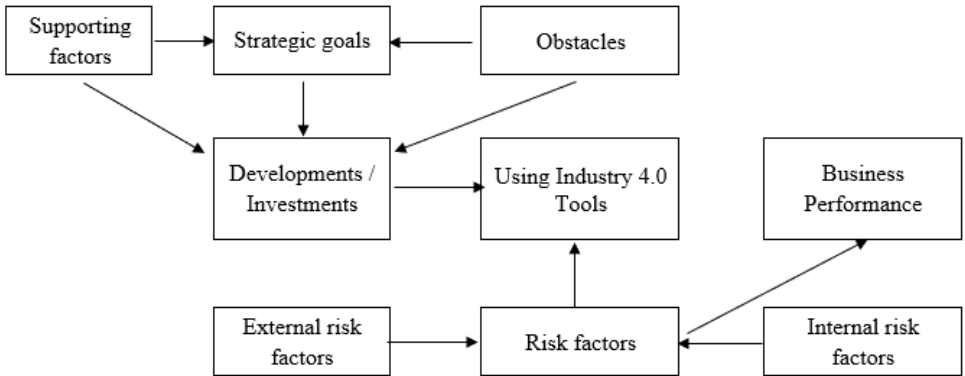 Supporting
factors
Strategic goals
Obstacles
Developments /
Investments
Using Industry 4.0
Tools
Business
Performance
External risk
factors
Risk factors
Internal risk
factors